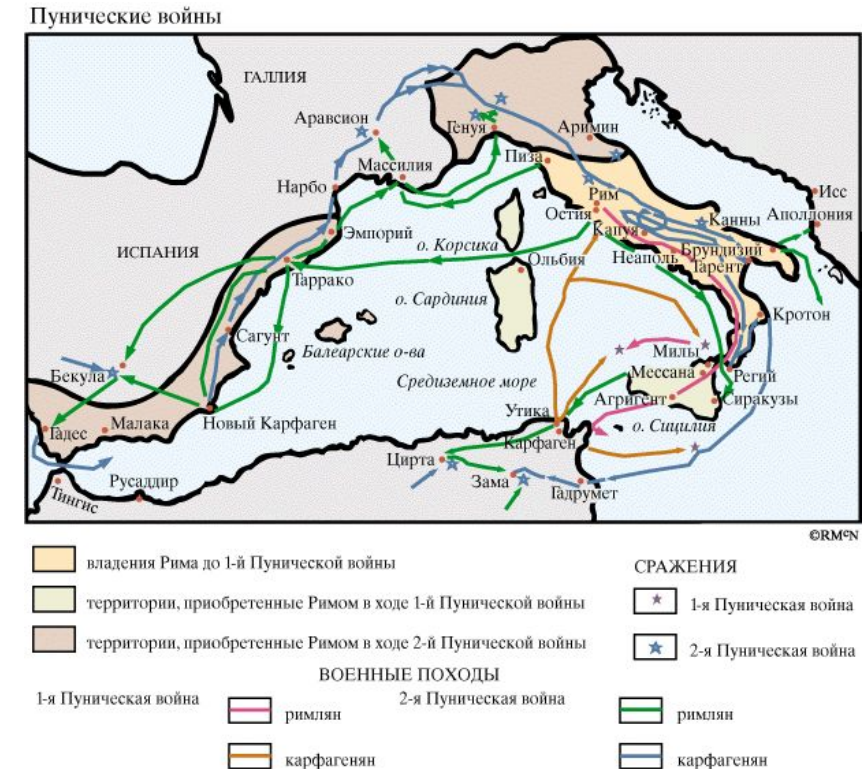 Пунические войны
ГАЛЛИЯ
Аравсион
Генуя
Аримин
Массилия
Пиза
Нарбо
Рим
Исс
Остия
Канны
Аполлония
Эмпорий
о. Корсика
Капуя
Брундизий
ИСПАНИЯ
Неаполь
Тарент
Таррако
Ольбия
о. Сардиния
Сагунт
Кротон
Балеарские о-ва
Милы
Бекула
Средиземное море
Мессана
Регий
Утика
Агригент
Сиракузы
Гадес
Малака
Новый Карфаген
о. Сицилия
Карфаген
Цирта
Русаддир
Зама
Гадрумет
Тингис
©RMcN
владения Рима до 1-й Пунической войны
территории, приобретенные Римом в ходе 1-й Пунической войны
территории, приобретенные Римом в ходе 2-й Пунической войны
СРАЖЕНИЯ
1-я Пуническая война
2-я Пуническая война
ВОЕННЫЕ ПОХОДЫ
1-я Пуническая война
римлян
карфагенян
2-я Пуническая война
римлян
карфагенян